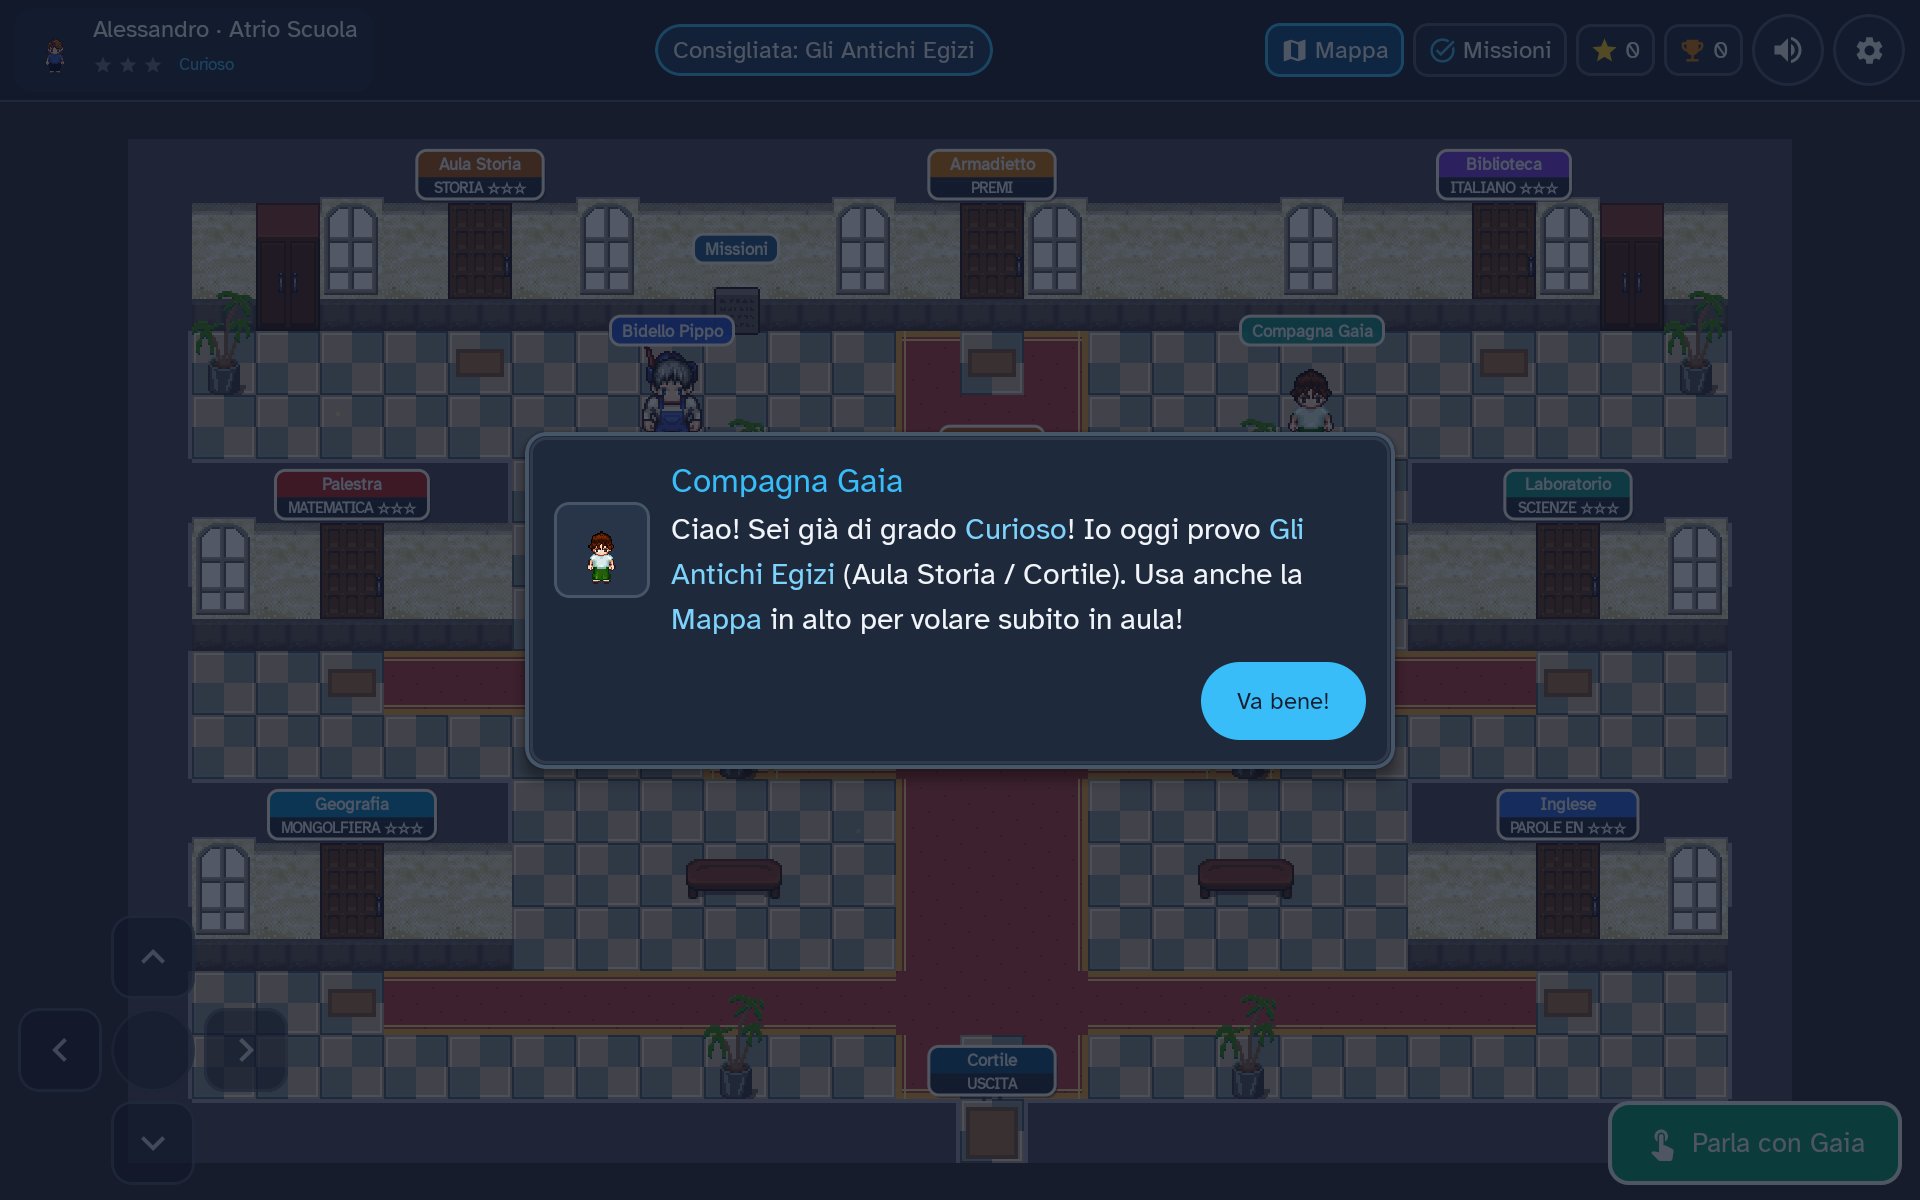 Alessandro · Atrio Scuola
Curioso
Consigliata: Gli Antichi Egizi
Mappa
Missioni
0
0
Aula Storia
STORIA ☆☆☆
Armadietto
PREMI
Biblioteca
ITALIANO ☆☆☆
Missioni
Bidello Pippo
Compagna Gaia
Palestra
MATEMATICA ☆☆☆
Laboratorio
SCIENZE ☆☆☆
Compagna Gaia
Ciao! Sei già di grado Curioso! Io oggi provo Gli
Antichi Egizi (Aula Storia / Cortile). Usa anche la
Mappa in alto per volare subito in aula!
Va bene!
Geografia
MONGOLFIERA ☆☆☆
Inglese
PAROLE EN ☆☆☆
Cortile
USCITA
Parla con Gaia